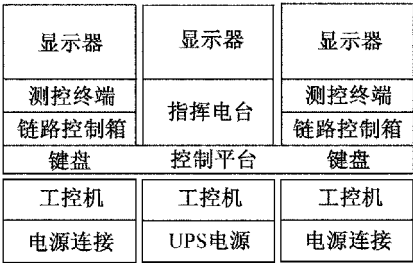 显示器 显示器 显示器
测控终端 指挥电台 测控终端
链路控制箱 链路控制箱
键盘 控制平台 键盘
工控机 工控机 工控机
电源连接 UPS电源 电源连接